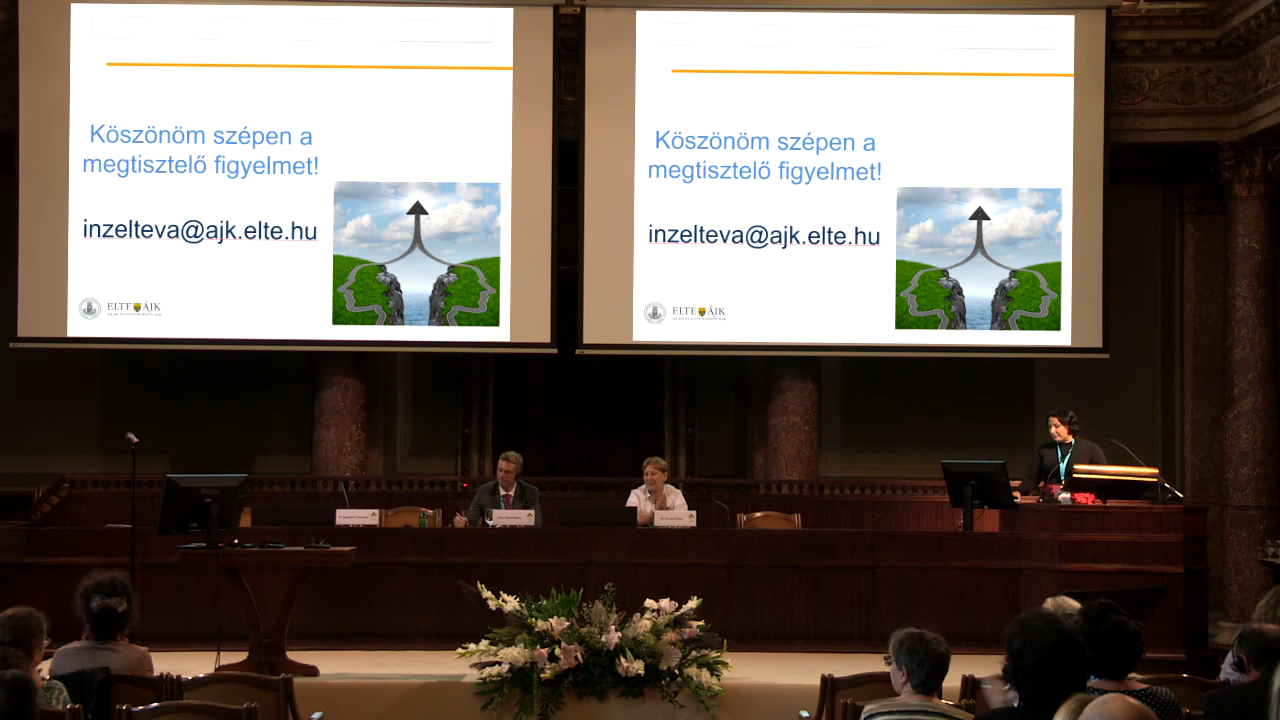 Köszönöm szépen a
megtisztelő figyelmet!
inzelteva@ajk.elte.hu
ELTE ÁJK
Köszönöm szépen a
megtisztelő figyelmet!
inzelteva@ajk.elte.hu
ELTE ÁJK